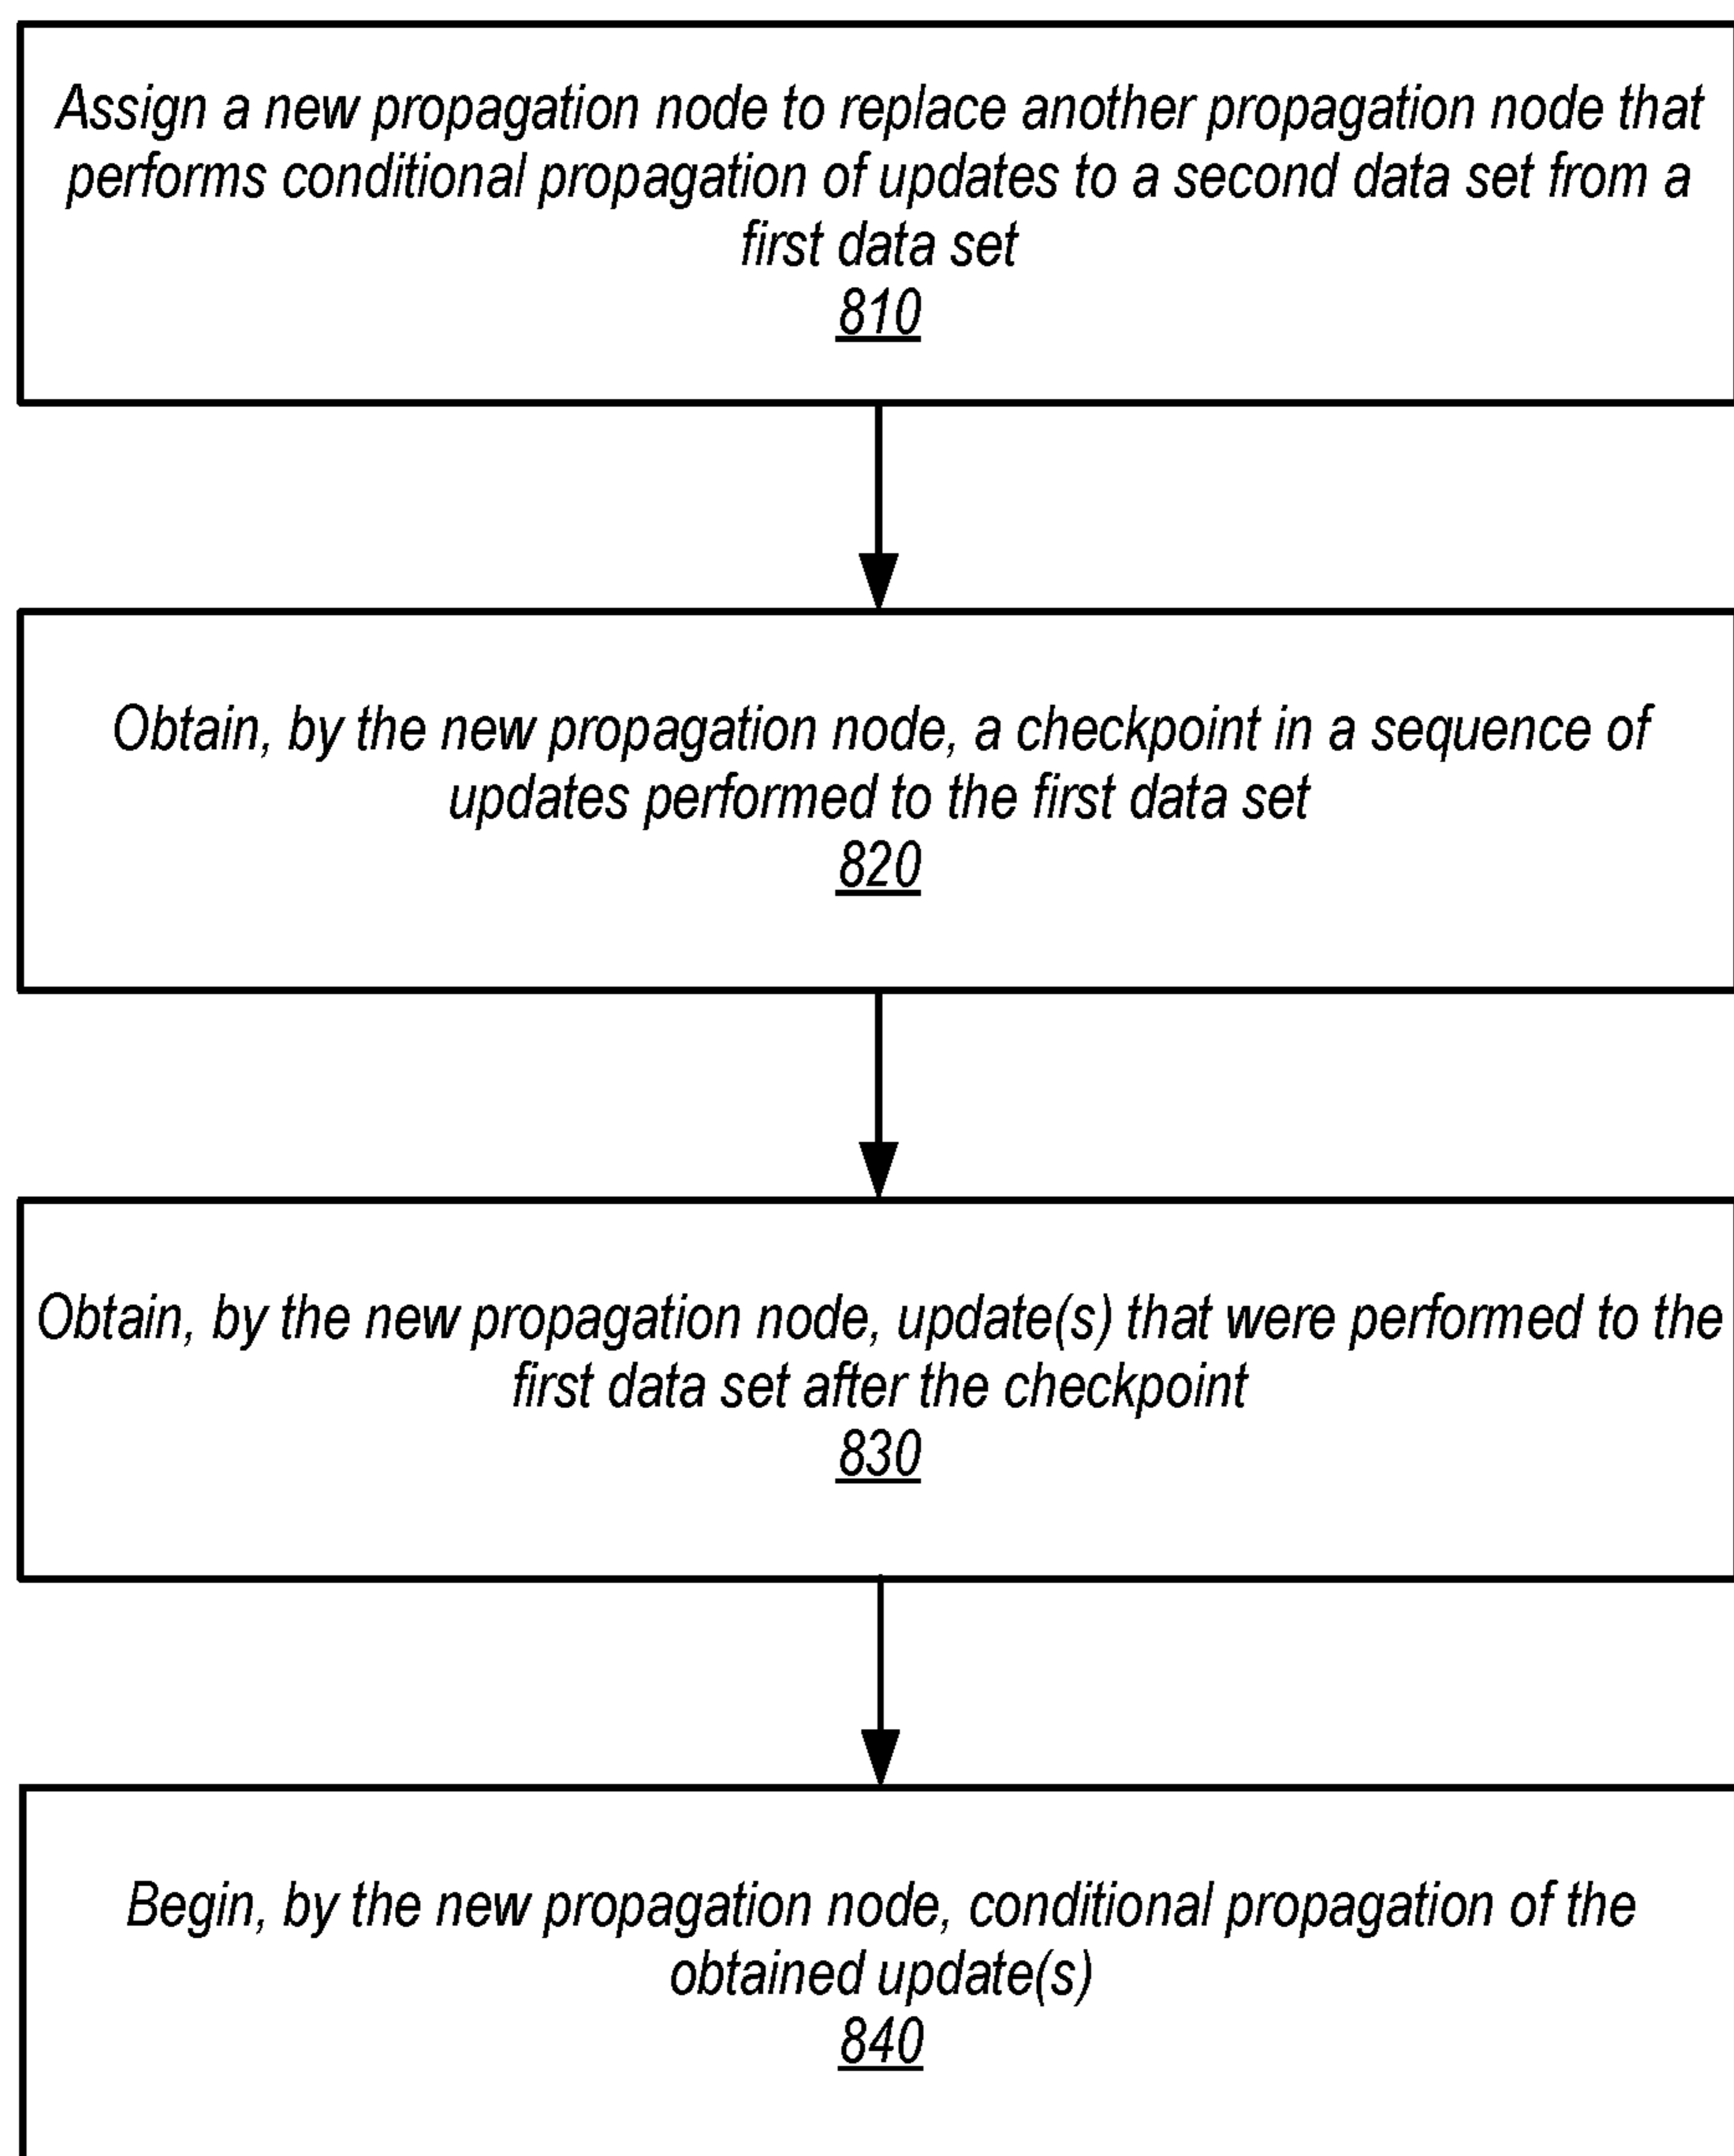 Assign a new propagation node to replace another propagation node that
performs conditional propagation of updates to a second data set from a
first data set
810
Obtain, by the new propagation node, a checkpoint in a sequence of
updates performed to the first data set
820
Obtain, by the new propagation node, update(s) that were performed to the
first data set after the checkpoint
830
Begin, by the new propagation node, conditional propagation of the
obtained update(s)
840